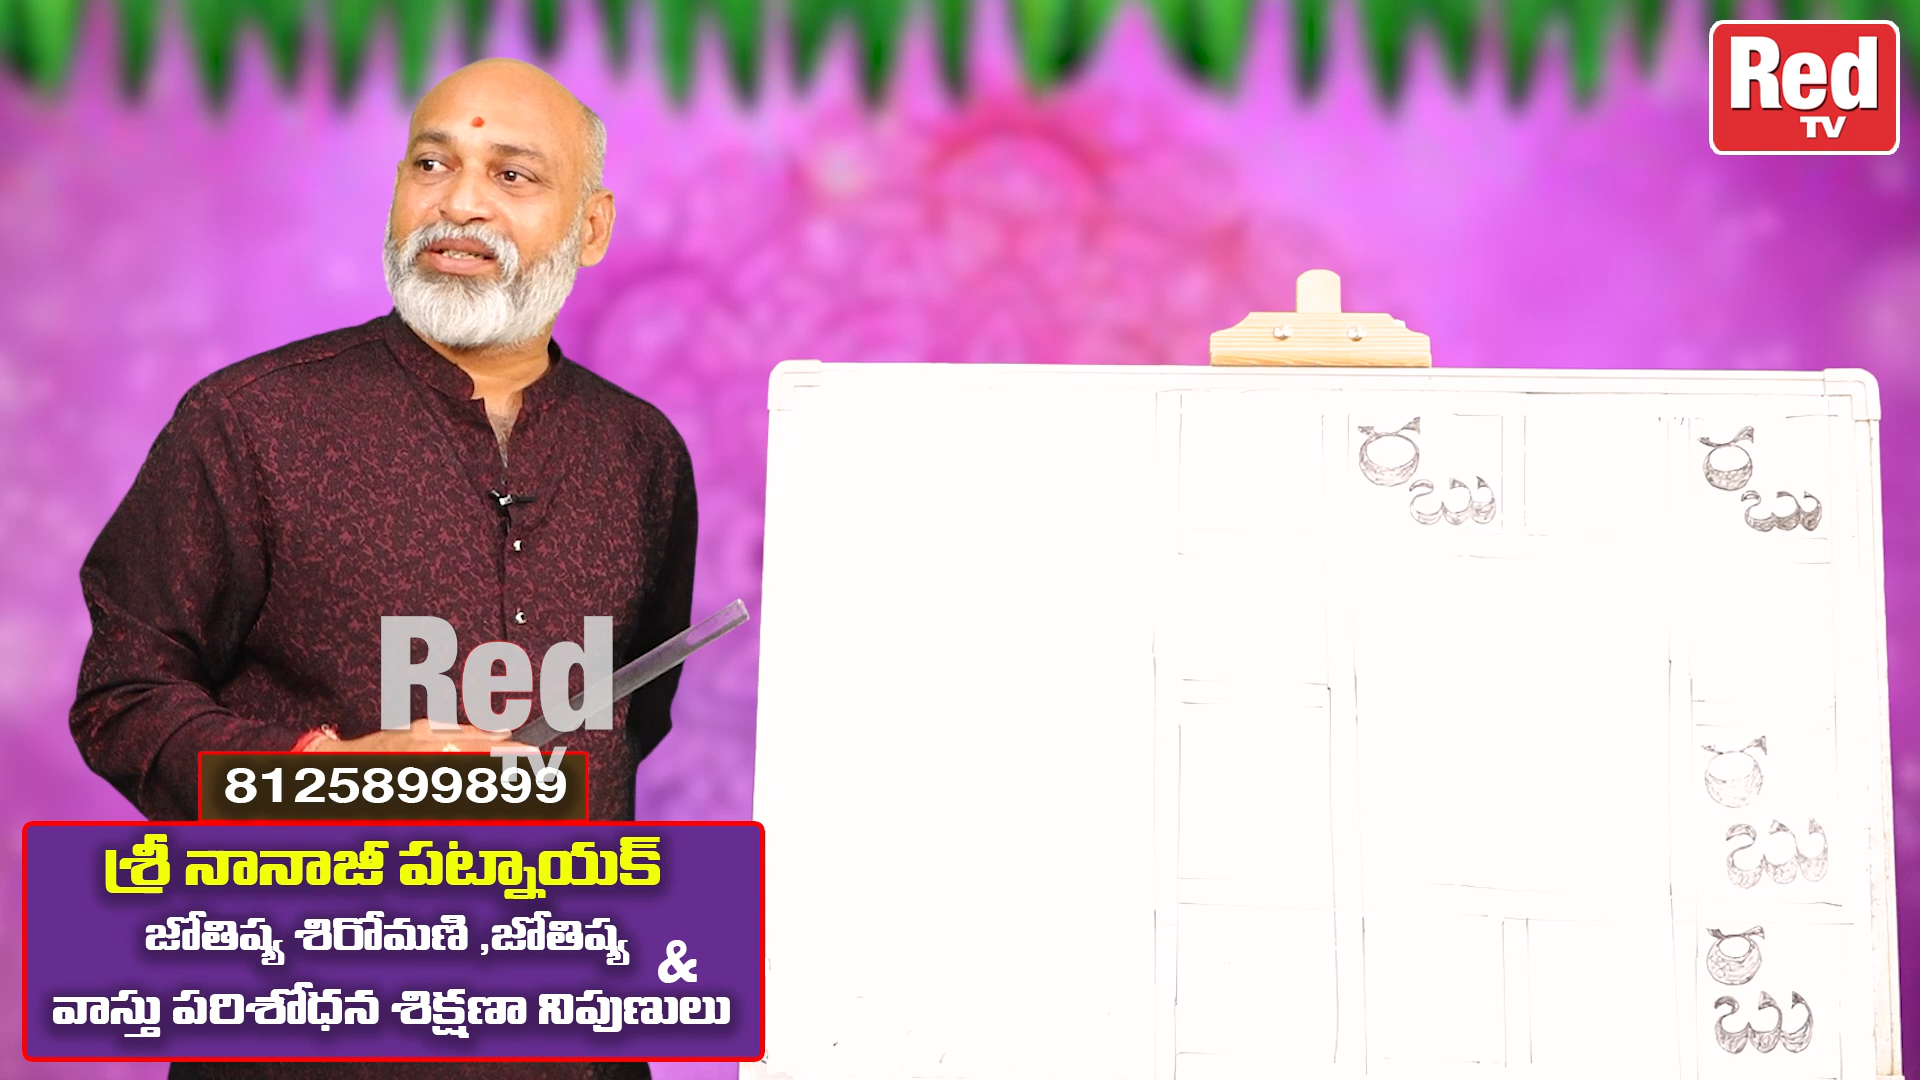 Red
TV
ర
బు
ర
బు
Red
TV
ర
బు
8125899899
శ్రీ నానాజీ పట్నాయక్
జోతిష్య శిరోమణి ,జోతిష్య &
వాస్తు పరిశోధన శిక్షణా నిపుణులు
ర
బు